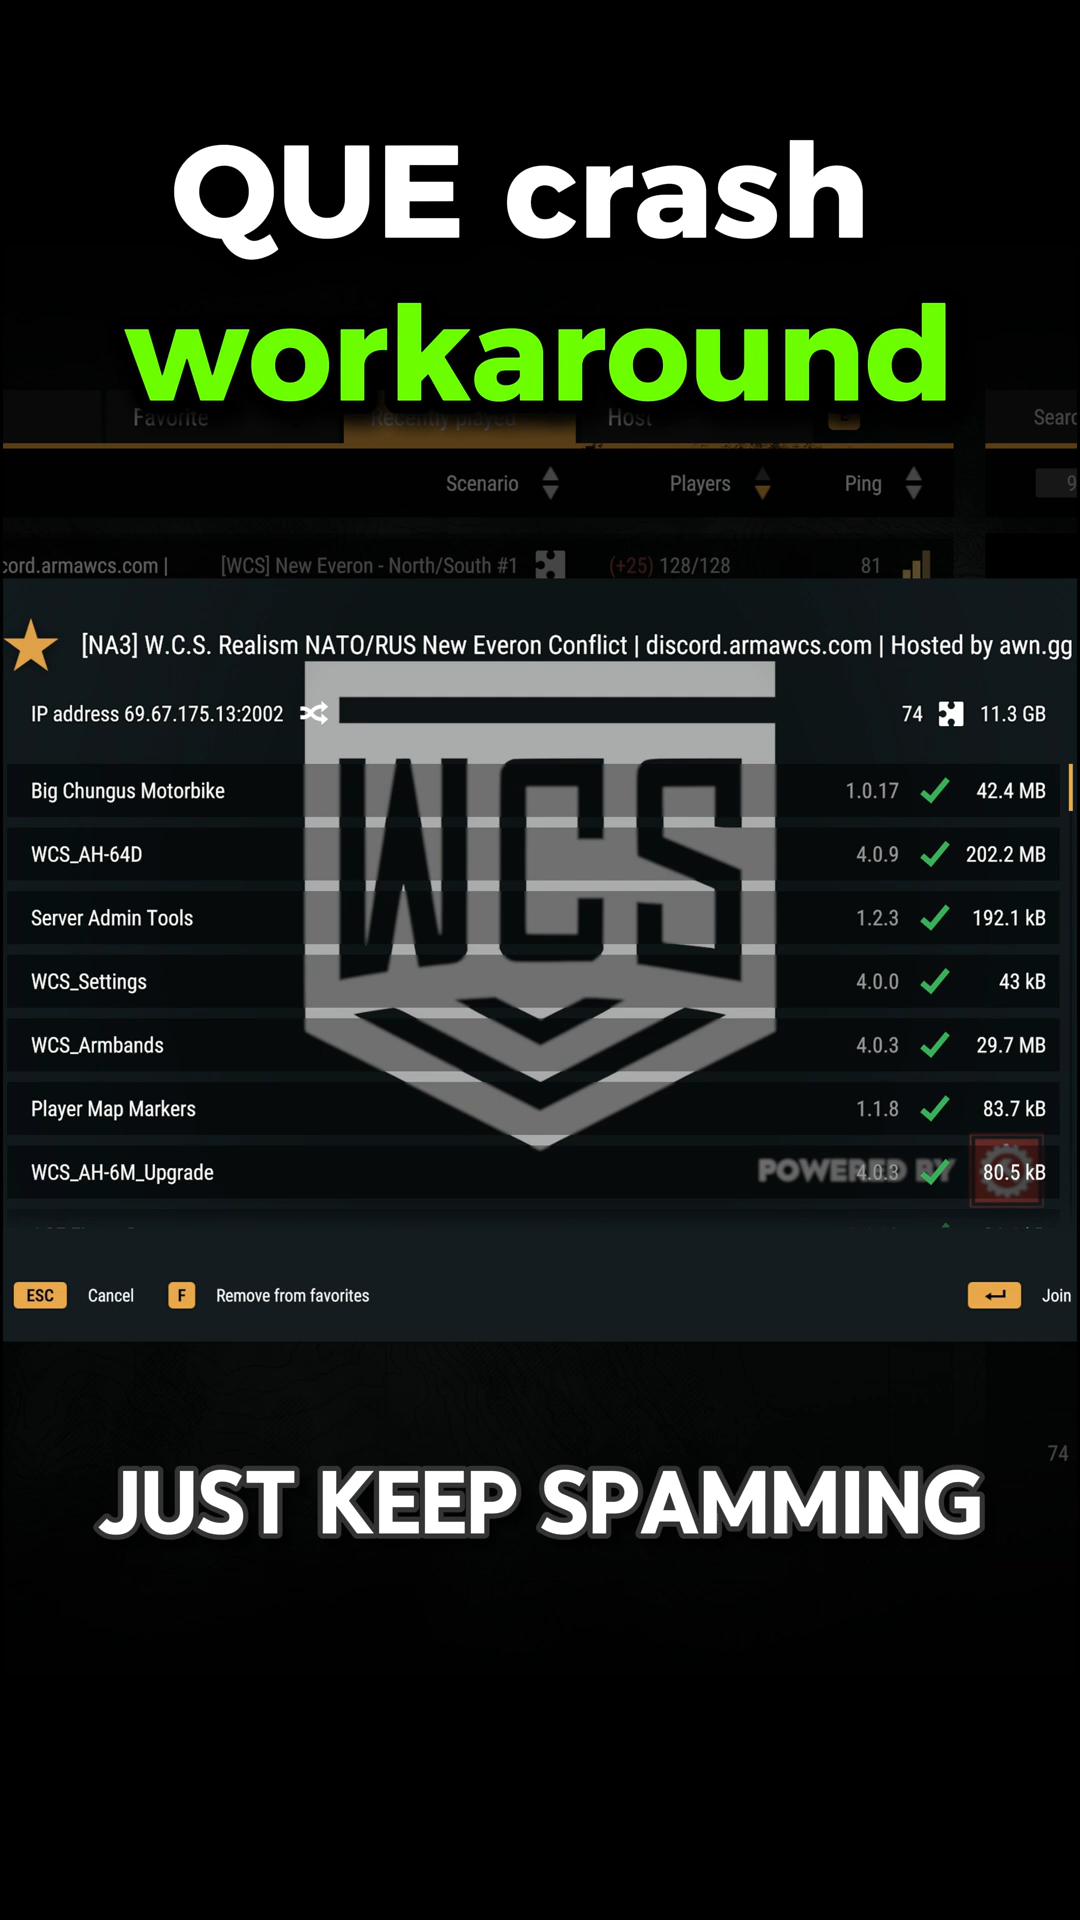 QUE crash
workaround
Favorite
Recently played
Host
Scenario
Players
Ping
cord.armawcs.com |
[WCS] New Everon - North/South #1
(+25) 128/128
81
[NA3] W.C.S. Realism NATO/RUS New Everon Conflict | discord.armawcs.com | Hosted by awn.gg
IP address 69.67.175.13:2002
74
11.3 GB
WCS
Big Chungus Motorbike 1.0.17 42.4 MB
WCS_AH-64D 4.0.9 202.2 MB
Server Admin Tools 1.2.3 192.1 kB
WCS_Settings 4.0.0 43 kB
WCS_Armbands 4.0.3 29.7 MB
Player Map Markers 1.1.8 83.7 kB
WCS_AH-6M_Upgrade 4.0.3 80.5 kB
POWERED BY
ESC Cancel F Remove from favorites Join
74
JUST KEEP SPAMMING